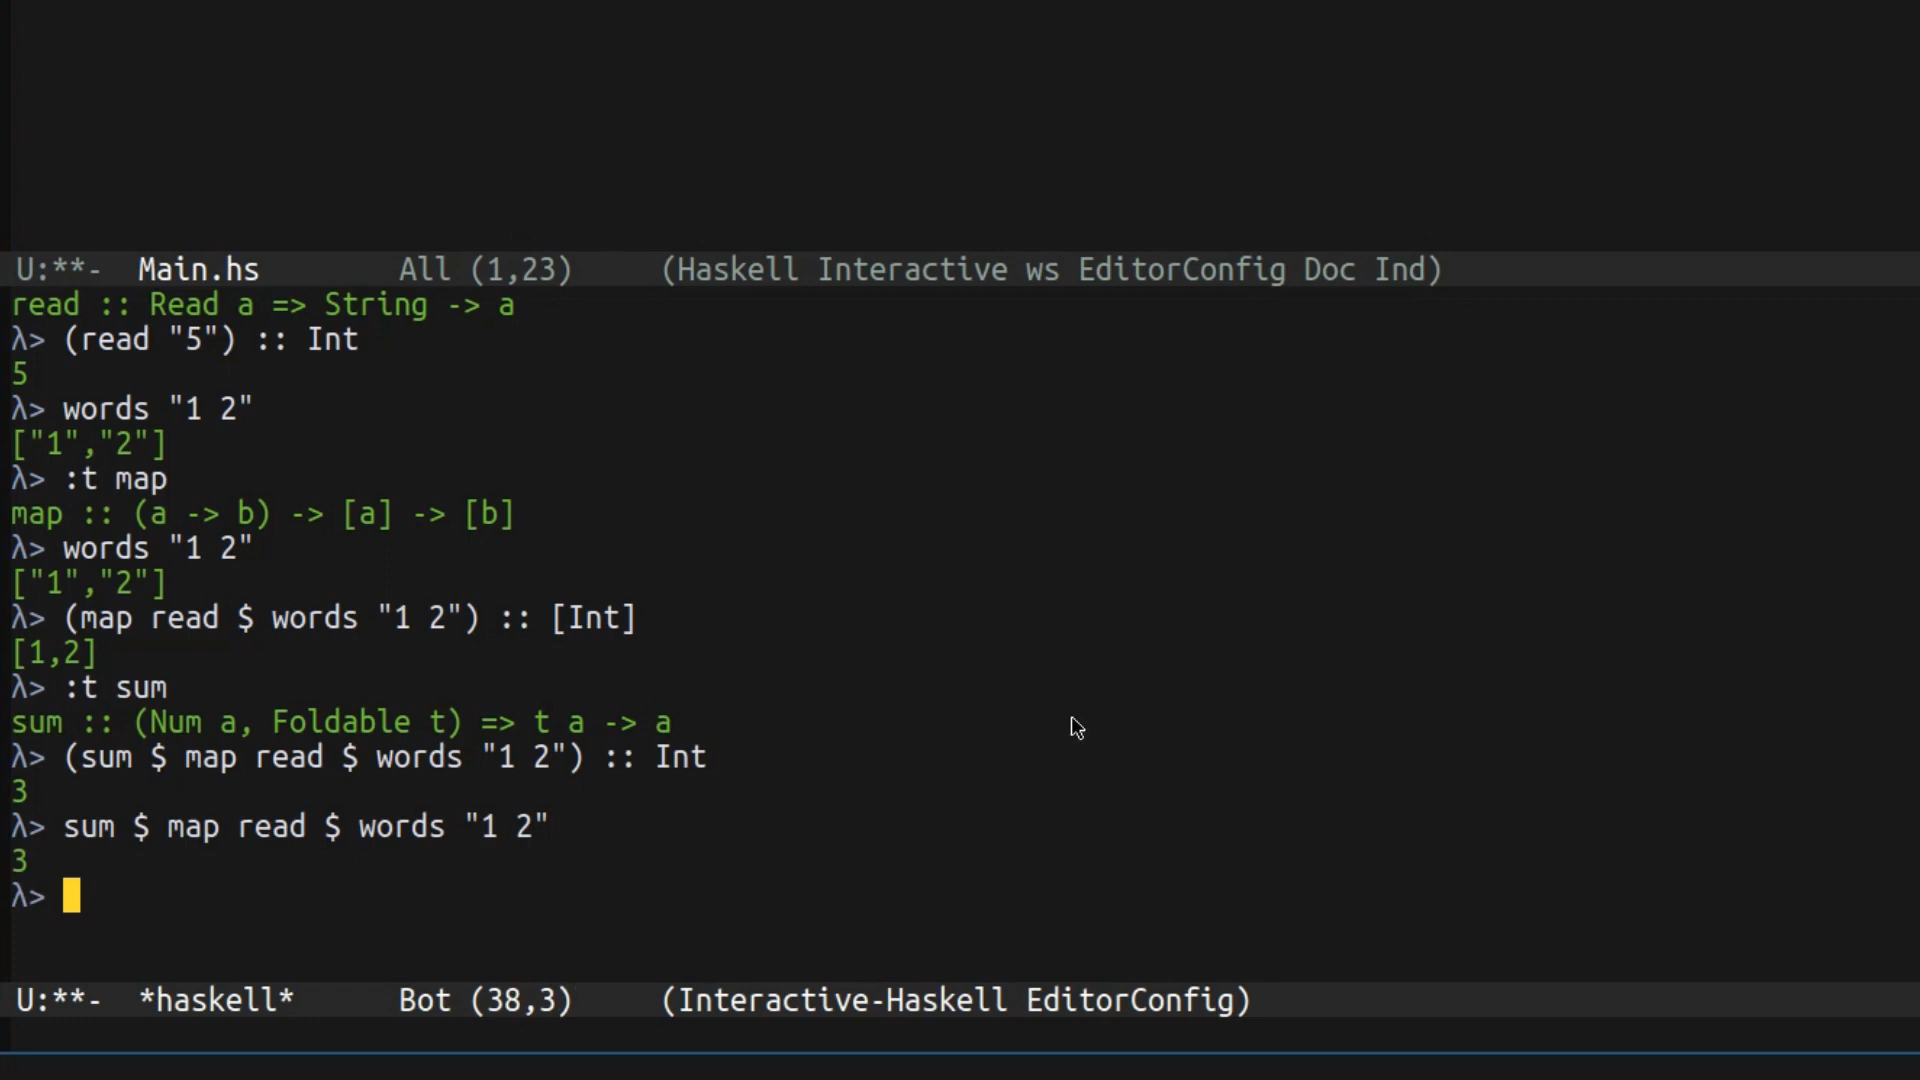 U:**-  Main.hs        All (1,23)     (Haskell Interactive ws EditorConfig Doc Ind)
read :: Read a => String -> a
λ> (read "5") :: Int
5
λ> words "1 2"
["1","2"]
λ> :t map
map :: (a -> b) -> [a] -> [b]
λ> words "1 2"
["1","2"]
λ> (map read $ words "1 2") :: [Int]
[1,2]
λ> :t sum
sum :: (Num a, Foldable t) => t a -> a
λ> (sum $ map read $ words "1 2") :: Int
3
λ> sum $ map read $ words "1 2"
3
λ>
U:**-  *haskell*      Bot (38,3)     (Interactive-Haskell EditorConfig)